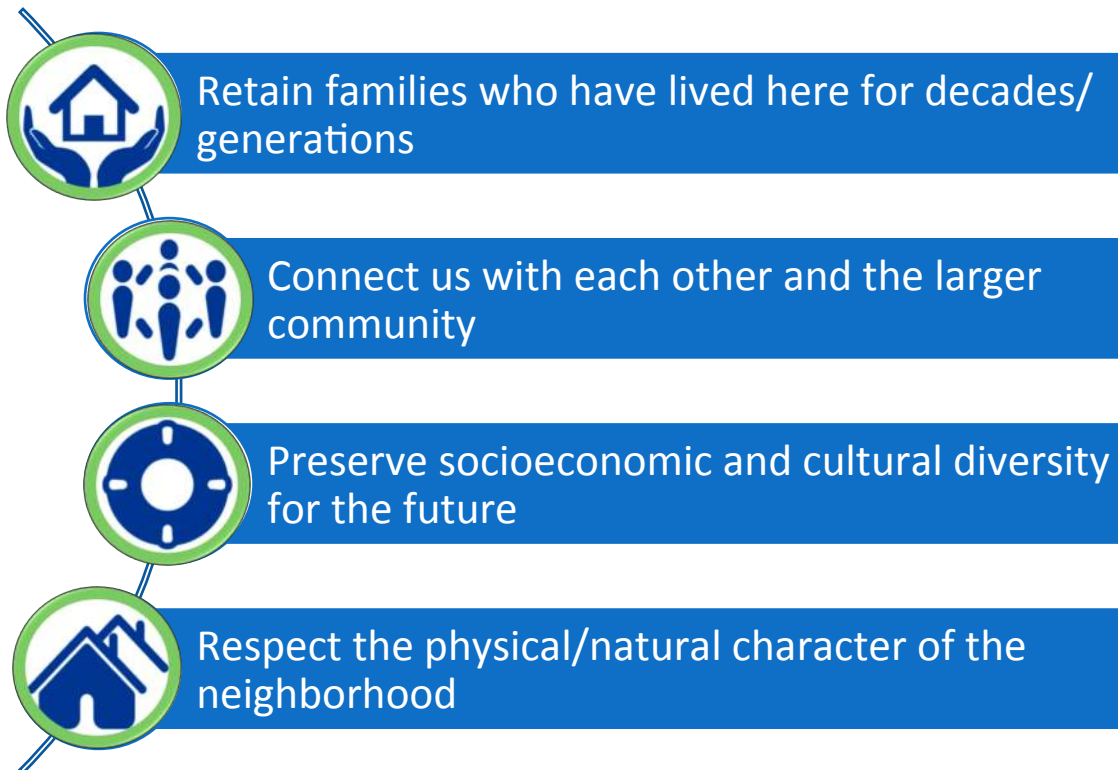 Retain families who have lived here for decades/
generations
Connect us with each other and the larger
community
Preserve socioeconomic and cultural diversity
for the future
Respect the physical/natural character of the
neighborhood